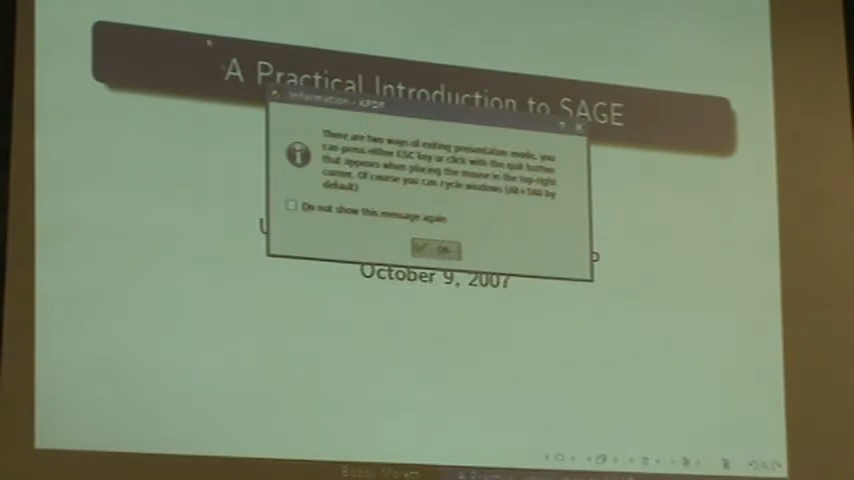 A Practical Introduction to SAGE
Information - KPDF
There are two ways of exiting presentation mode, you
can press either ESC key or click with the quit button
that appears when placing the mouse in the top-right
corner. Of course you can cycle windows (Alt+TAB by
default)
Do not show this message again
OK
October 9, 2007